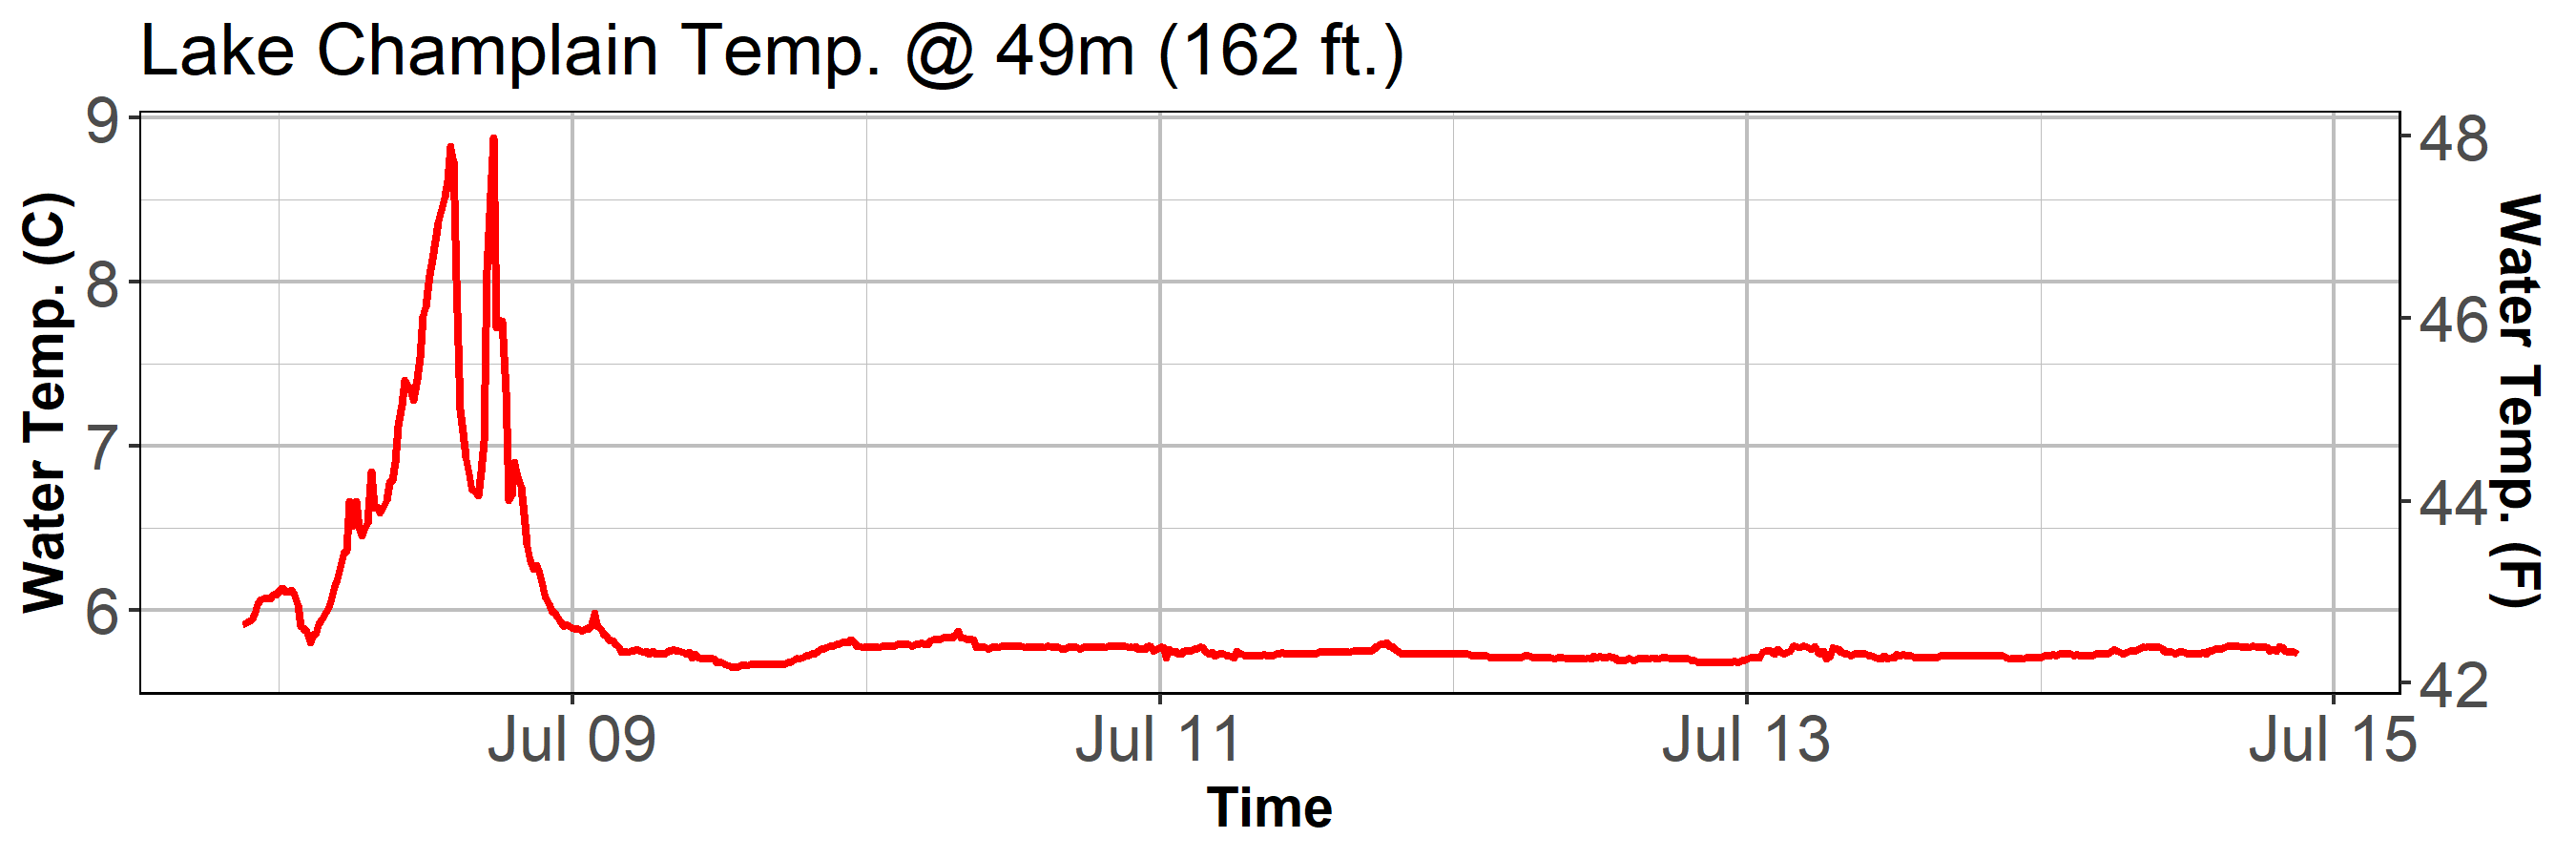 Lake Champlain Temp. @ 49m (162 ft.)
Water Temp. (C)
9
8
7
6
48
46
44
42
Water Temp. (F)
Jul 09 Jul 11 Jul 13 Jul 15
Time